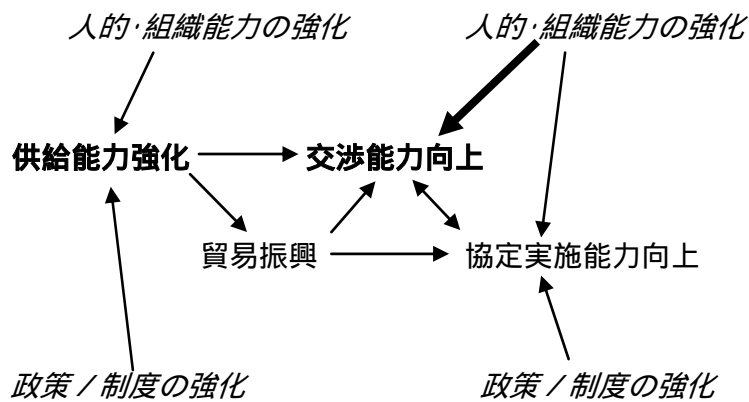 人的･組織能力の強化
人的･組織能力の強化
供給能力強化
交渉能力向上
貿易振興
協定実施能力向上
政策／制度の強化
政策／制度の強化